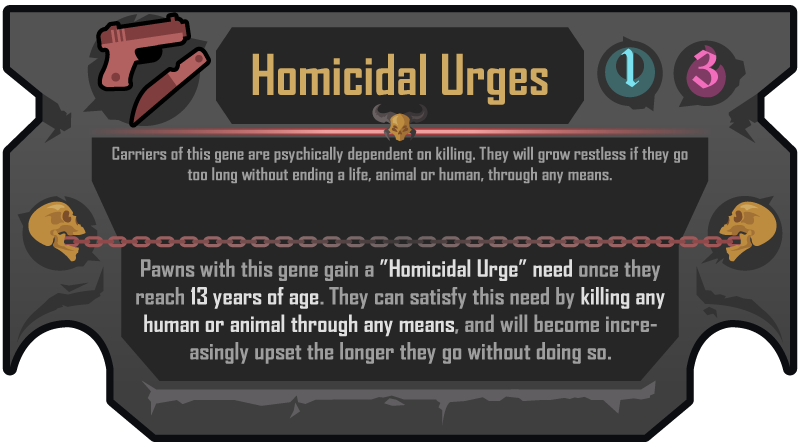 Homicidal Urges
1 3
Carriers of this gene are psychically dependent on killing. They will grow restless if they go
too long without ending a life, animal or human, through any means.
Pawns with this gene gain a ”Homicidal Urge” need once they
reach 13 years of age. They can satisfy this need by killing any
human or animal through any means, and will become incre-
asingly upset the longer they go without doing so.